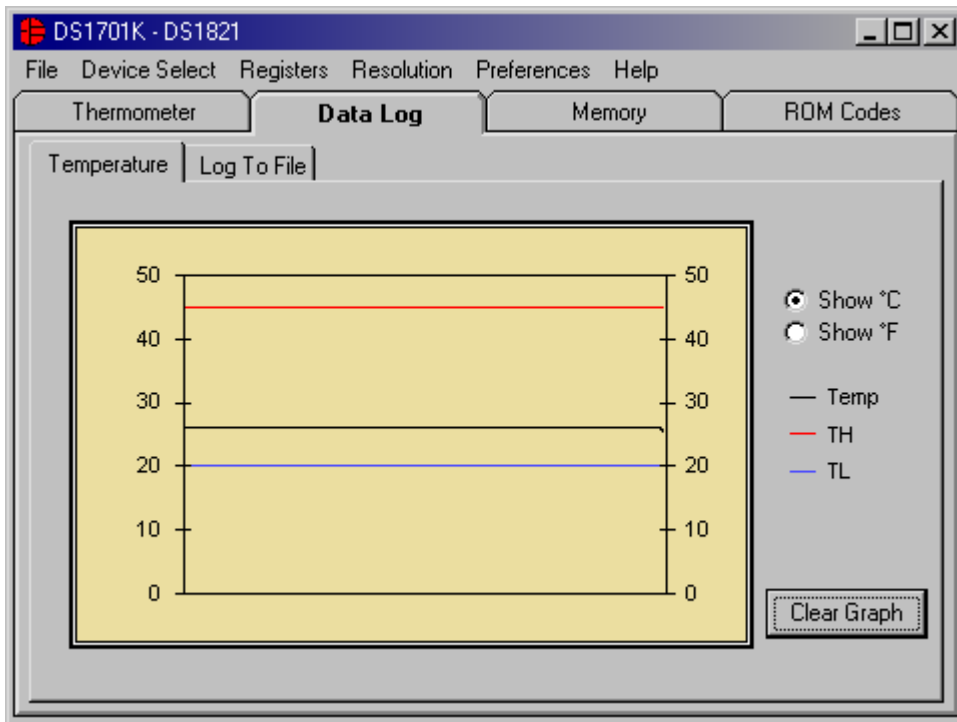 DS1701K - DS1821
File Device Select Registers Resolution Preferences Help
Thermometer Data Log Memory ROM Codes
Temperature Log To File
50 50
40 40
30 30
20 20
10 10
0 0
Show °C
Show °F
Temp
TH
TL
Clear Graph